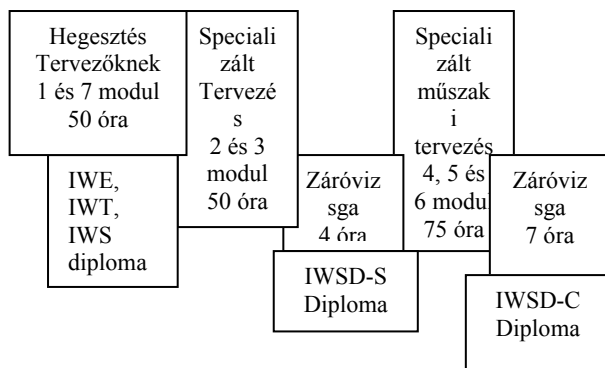 Hegesztés
Tervezőknek
1 és 7 modul
50 óra
IWE,
IWT,
IWS
diploma
Speciali
zált
Tervezé
s
2 és 3
modul
50 óra
Záróviz
sga
4 óra
IWSD-S
Diploma
Speciali
zált
műszak
i
tervezés
4, 5 és
6 modul
75 óra
Záróviz
sga
7 óra
IWSD-C
Diploma